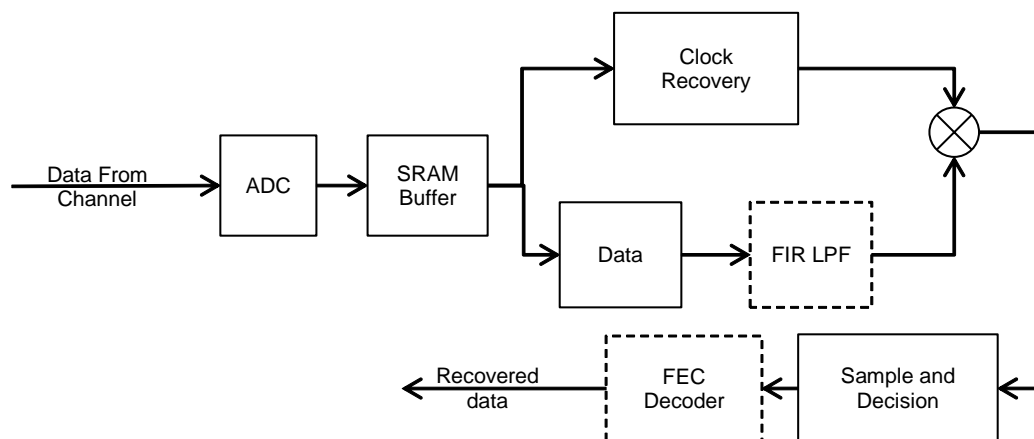 Clock
Recovery
Data From
Channel
ADC
SRAM
Buffer
Data
FIR LPF
Recovered
data
FEC
Decoder
Sample and
Decision